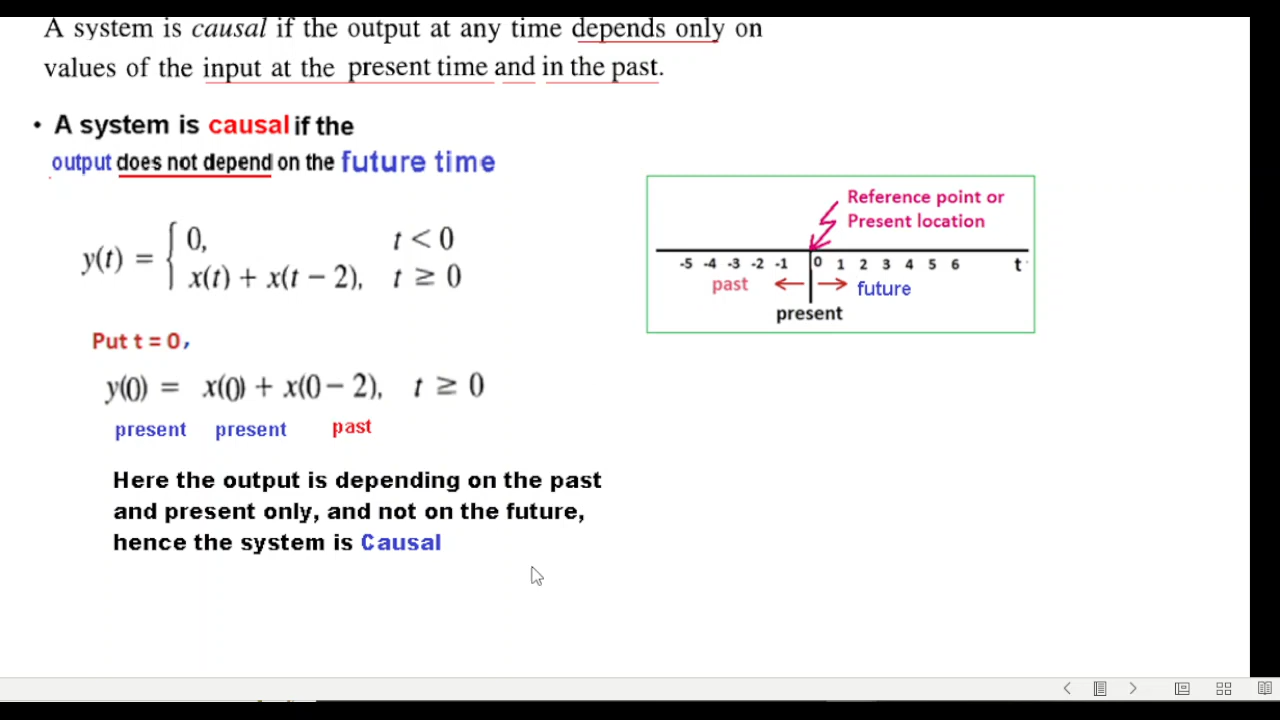 A system is causal if the output at any time depends only on
values of the input at the present time and in the past.
• A system is causal if the
output does not depend on the future time
y(t) = { 0, t < 0
x(t) + x(t − 2), t ≥ 0
Put t = 0,
y(0) = x(0) + x(0 − 2), t ≥ 0
present present past
Here the output is depending on the past
and present only, and not on the future,
hence the system is Causal
Reference point or
Present location
-5 -4 -3 -2 -1 0 1 2 3 4 5 6 t
past future
present